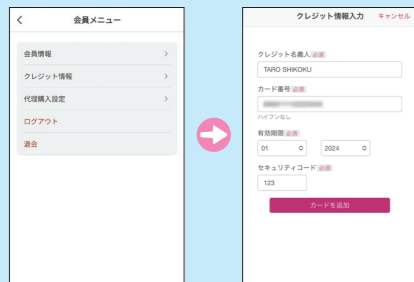 会員メニュー
会員情報
クレジット情報
代理購入設定
ログアウト
退会
クレジット情報入力 キャンセル
クレジット名義人 必須
TARO SHIKOKU
カード番号 必須
ハイフンなし
有効期限 必須
01 2024
セキュリティコード 必須
123
カードを追加